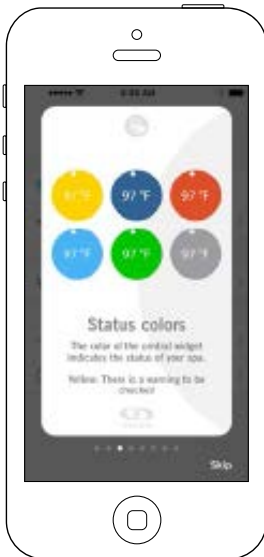 97 °F 97 °F 97 °F
97 °F 97 °F 97 °F
Status colors
The color of the central widget
indicates the status of your spa.
Yellow: There is a warning to be
checked
Skip